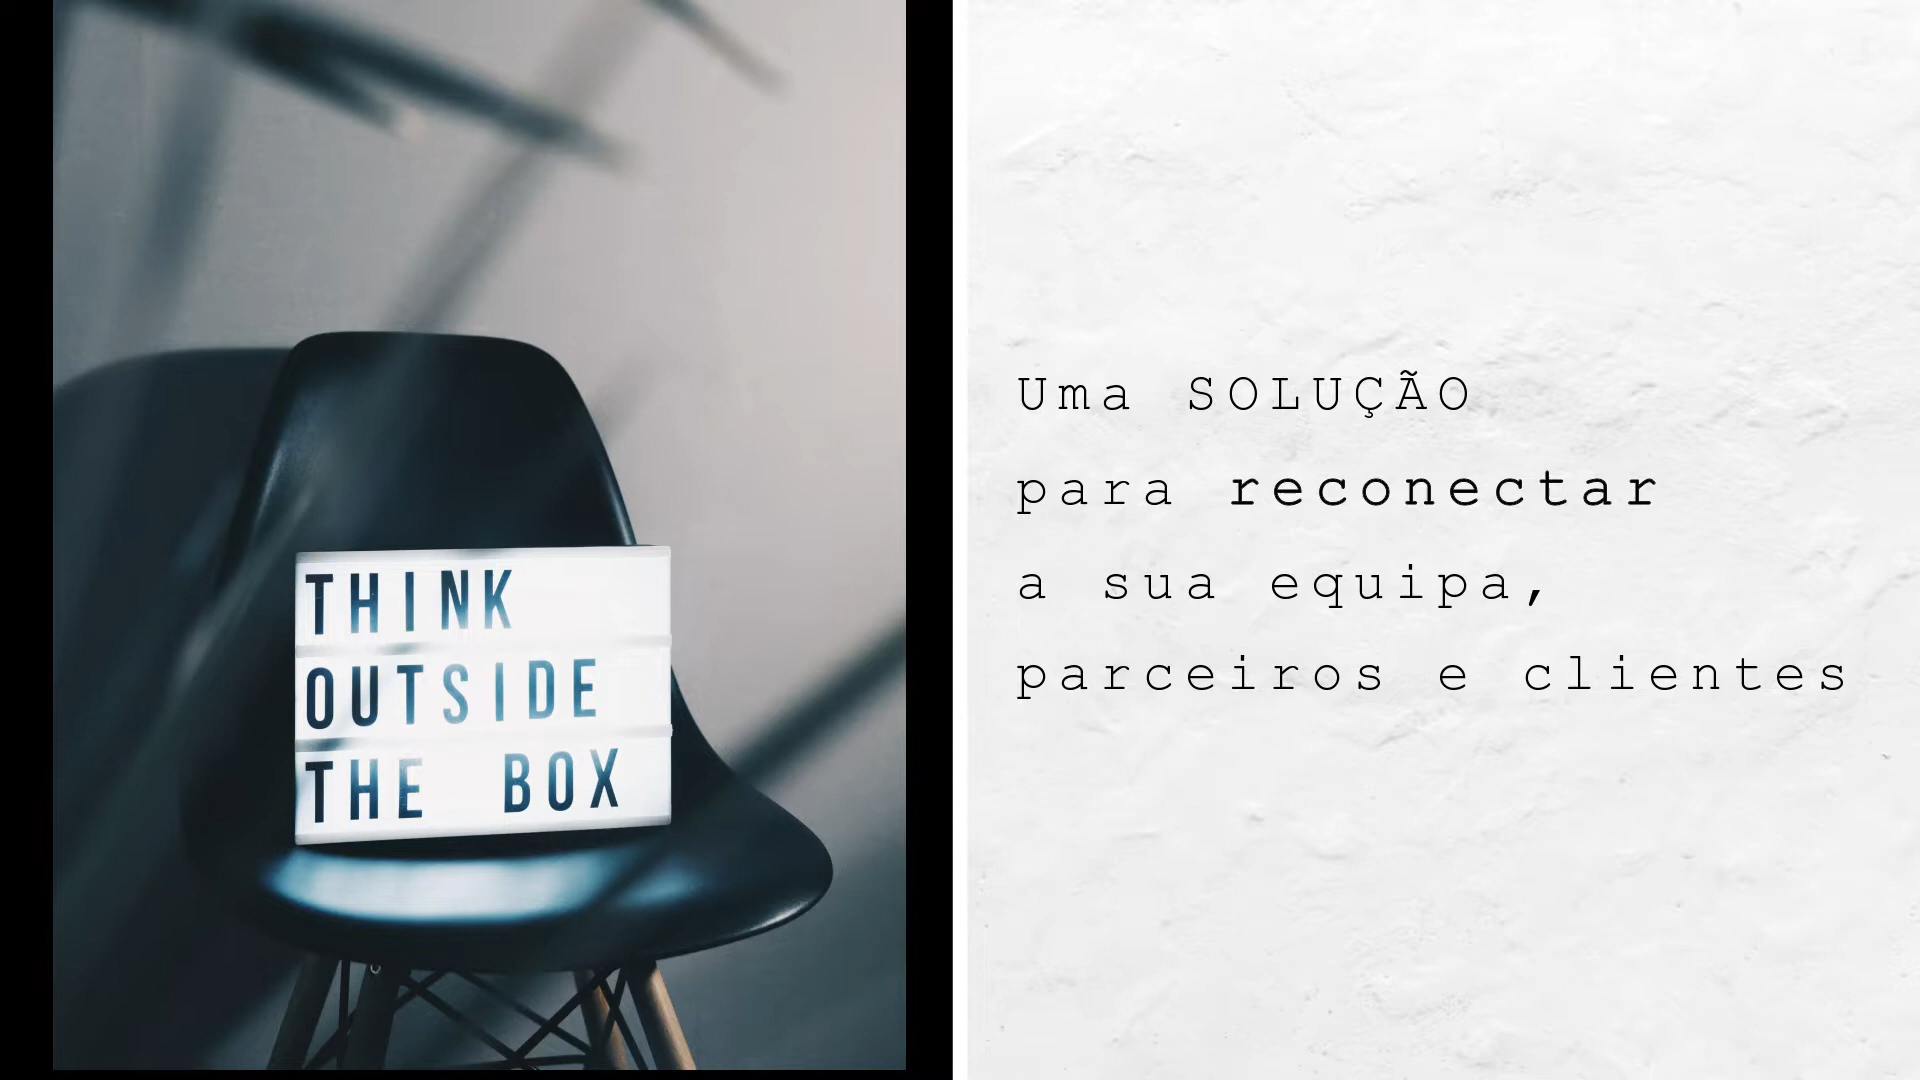 THINK
OUTSIDE
THE BOX
Uma SOLUÇÃO
para reconectar
a sua equipa,
parceiros e clientes